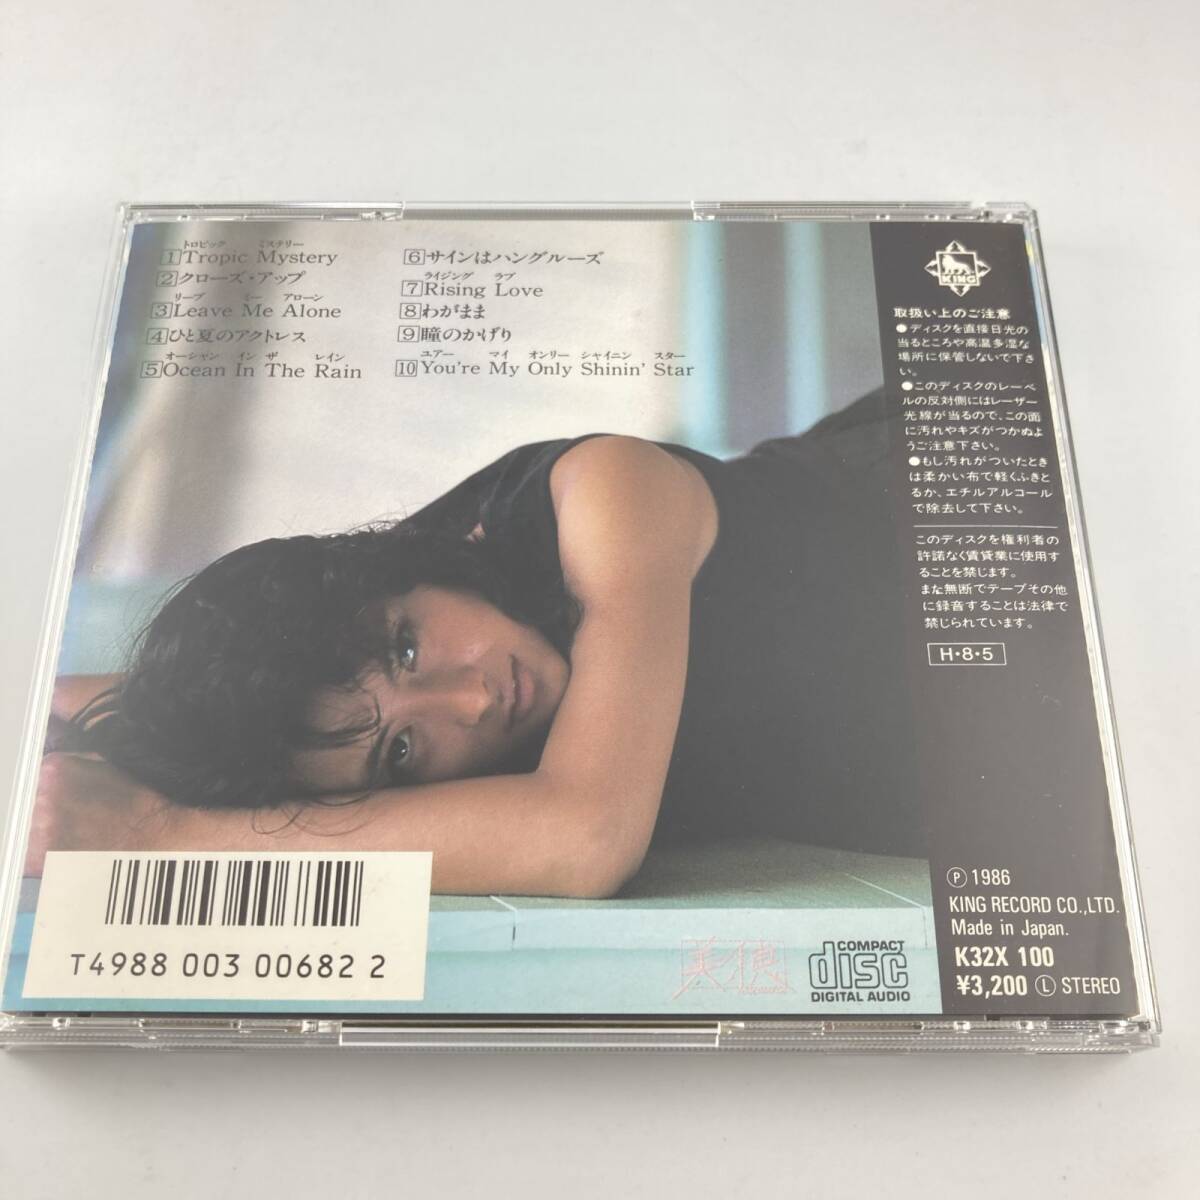 トロピック ミステリー
1 Tropic Mystery
2 クローズ・アップ
リーブ ミー アローン
3 Leave Me Alone
4 ひと夏のアクトレス
オーシャン イン ザ レイン
5 Ocean In The Rain
6 サインはハングルーズ
ライジング ラブ
7 Rising Love
8 わがまま
9 瞳のかげり
ユアー マイ オンリー シャイニン スター
10 You're My Only Shinin' Star
KING
取扱い上のご注意
●ディスクを直接日光の
当るところや高温多湿な
場所に保管しないで下さ
い。
●このディスクのレーベ
ルの反対側にはレーザー
光線が当るので、この面
に汚れやキズがつかぬよ
うご注意下さい。
●もし汚れがついたとき
は柔かい布で軽くふきと
るか、エチルアルコール
で除去して下さい。
このディスクを権利者の
許諾なく賃貸業に使用す
ることを禁じます。
また無断でテープその他
に録音することは法律で
禁じられています。
H・8・5
Ⓟ 1986
KING RECORD CO.,LTD.
Made in Japan.
K32X 100
¥3,200 Ⓛ STEREO
COMPACT
disc
DIGITAL AUDIO
T4988 003 00682 2